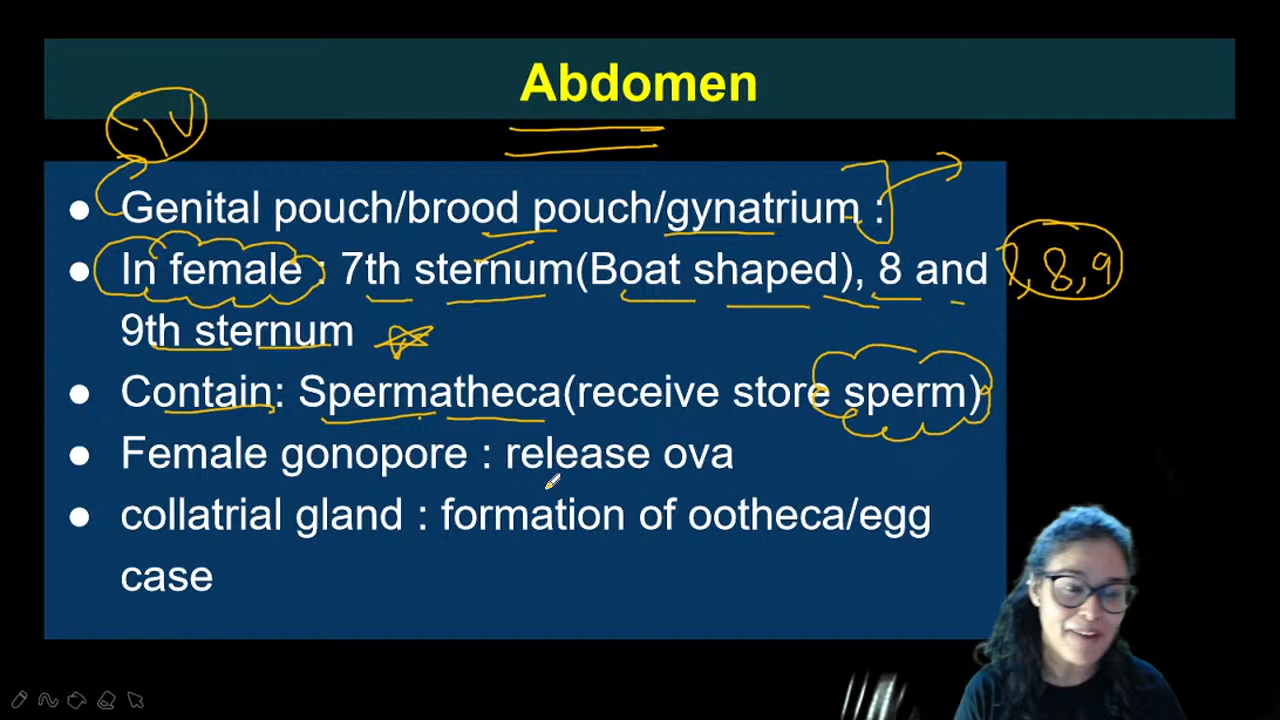 Abdomen
Genital pouch/brood pouch/gynatrium :
In female : 7th sternum(Boat shaped), 8 and
7, 8, 9
9th sternum
Contain: Spermatheca(receive store sperm)
Female gonopore : release ova
collatrial gland : formation of ootheca/egg
case